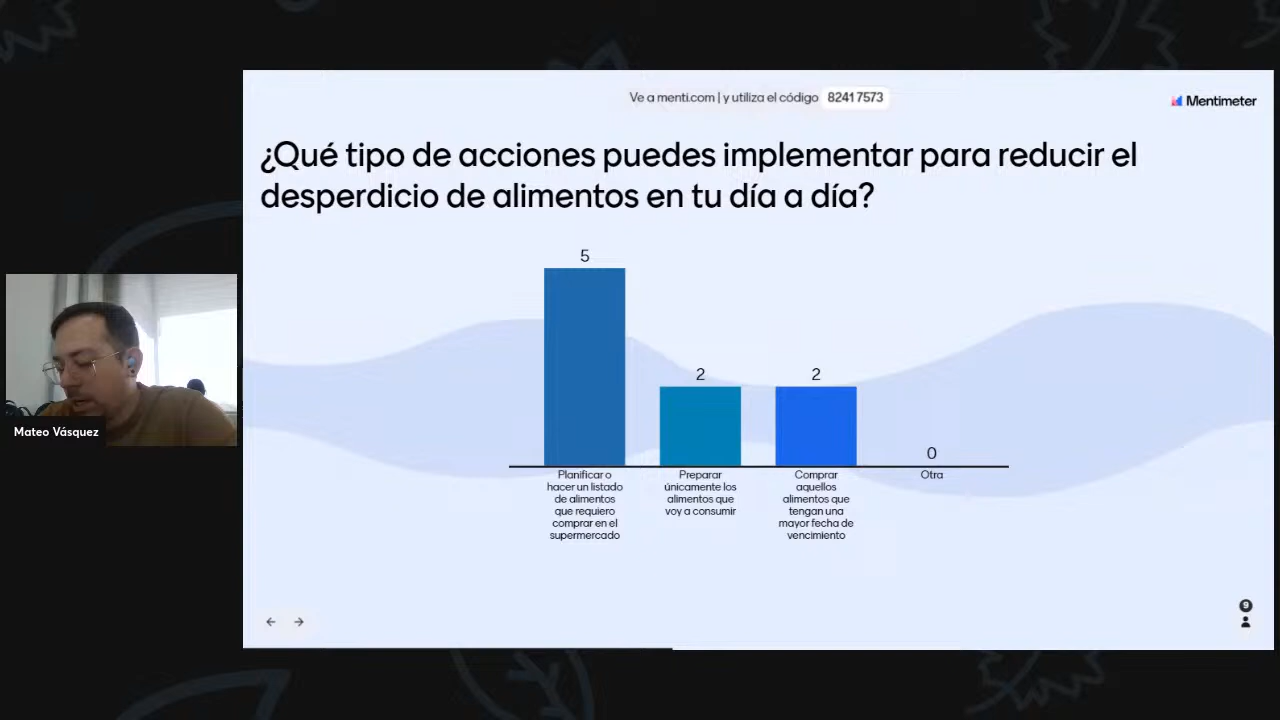 Ve a menti.com | y utiliza el código 8241 7573
Mentimeter
¿Qué tipo de acciones puedes implementar para reducir el
desperdicio de alimentos en tu día a día?
5
2
2
0
Planificar o
hacer un listado
de alimentos
que requiero
comprar en el
supermercado
Preparar
únicamente los
alimentos que
voy a consumir
Comprar
aquellos
alimentos que
tengan una
mayor fecha de
vencimiento
Otra
Mateo Vásquez
9